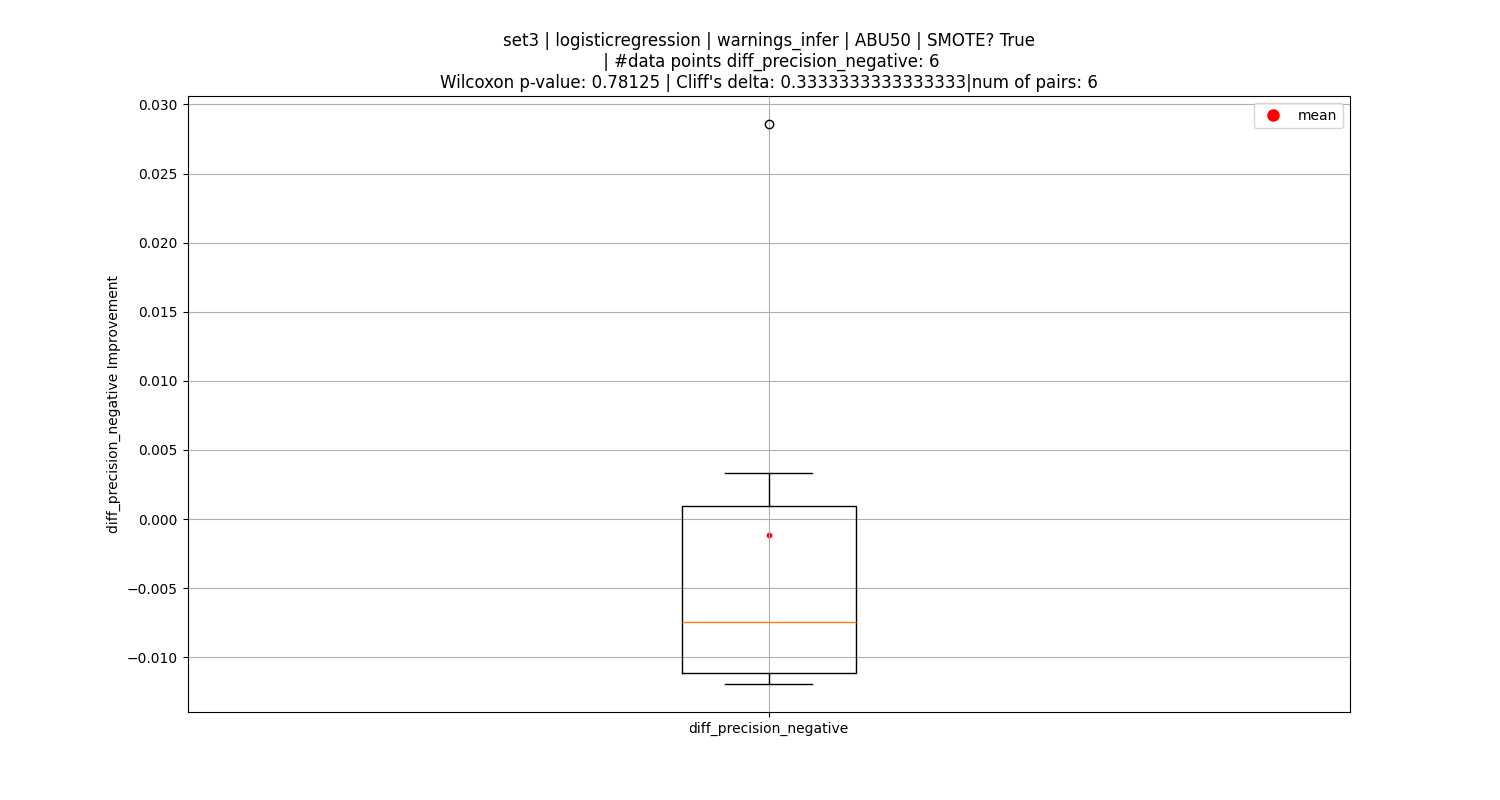 set3 | logisticregression | warnings_infer | ABU50 | SMOTE? True
| #data points diff_precision_negative: 6
Wilcoxon p-value: 0.78125 | Cliff's delta: 0.3333333333333333|num of pairs: 6
mean
0.030
0.025
0.020
0.015
0.010
0.005
0.000
−0.005
−0.010
diff_precision_negative Improvement
diff_precision_negative